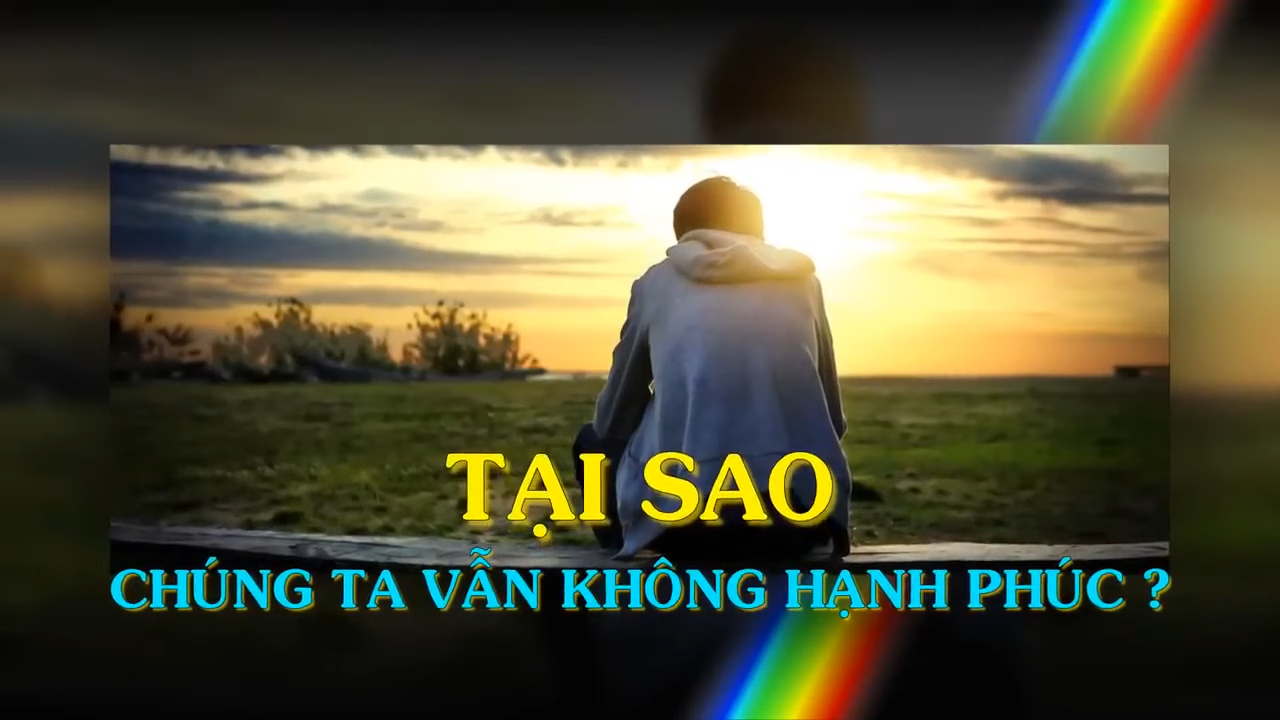 TẠI SAO
CHÚNG TA VẪN KHÔNG HẠNH PHÚC ?